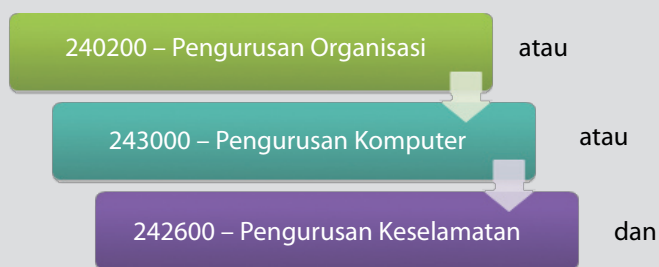 240200 – Pengurusan Organisasi atau
243000 – Pengurusan Komputer atau
242600 – Pengurusan Keselamatan dan